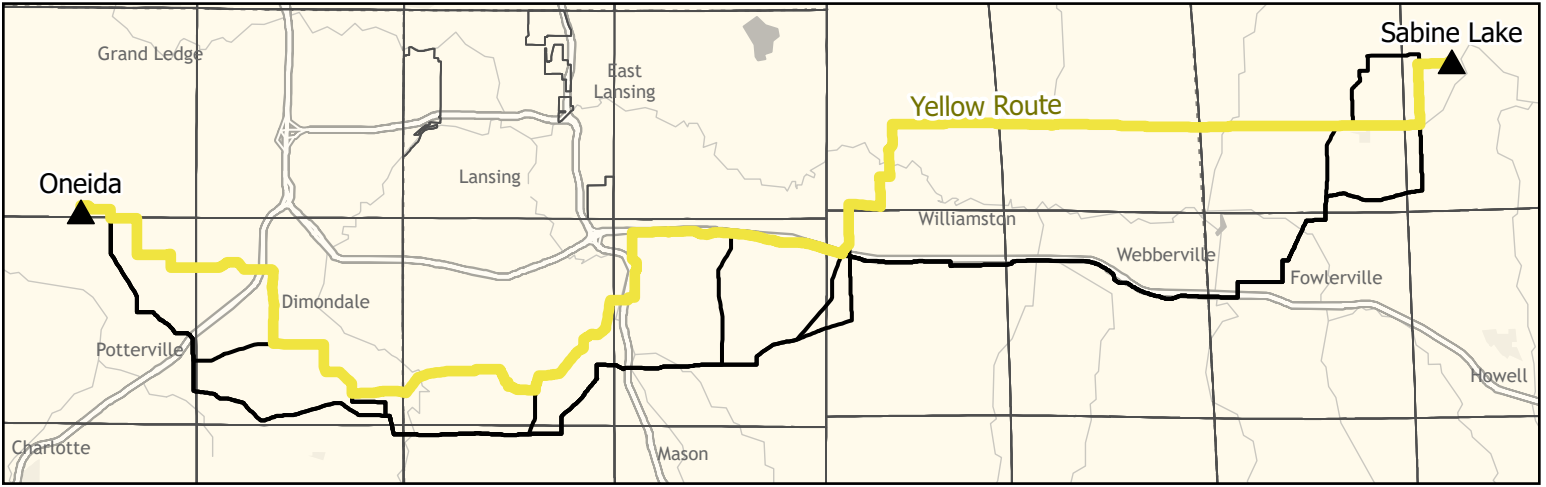 Sabine Lake
Grand Ledge
East
Lansing
Yellow Route
Oneida
Lansing
Williamston
Webberville
Fowlerville
Dimondale
Potterville
Howell
Charlotte
Mason